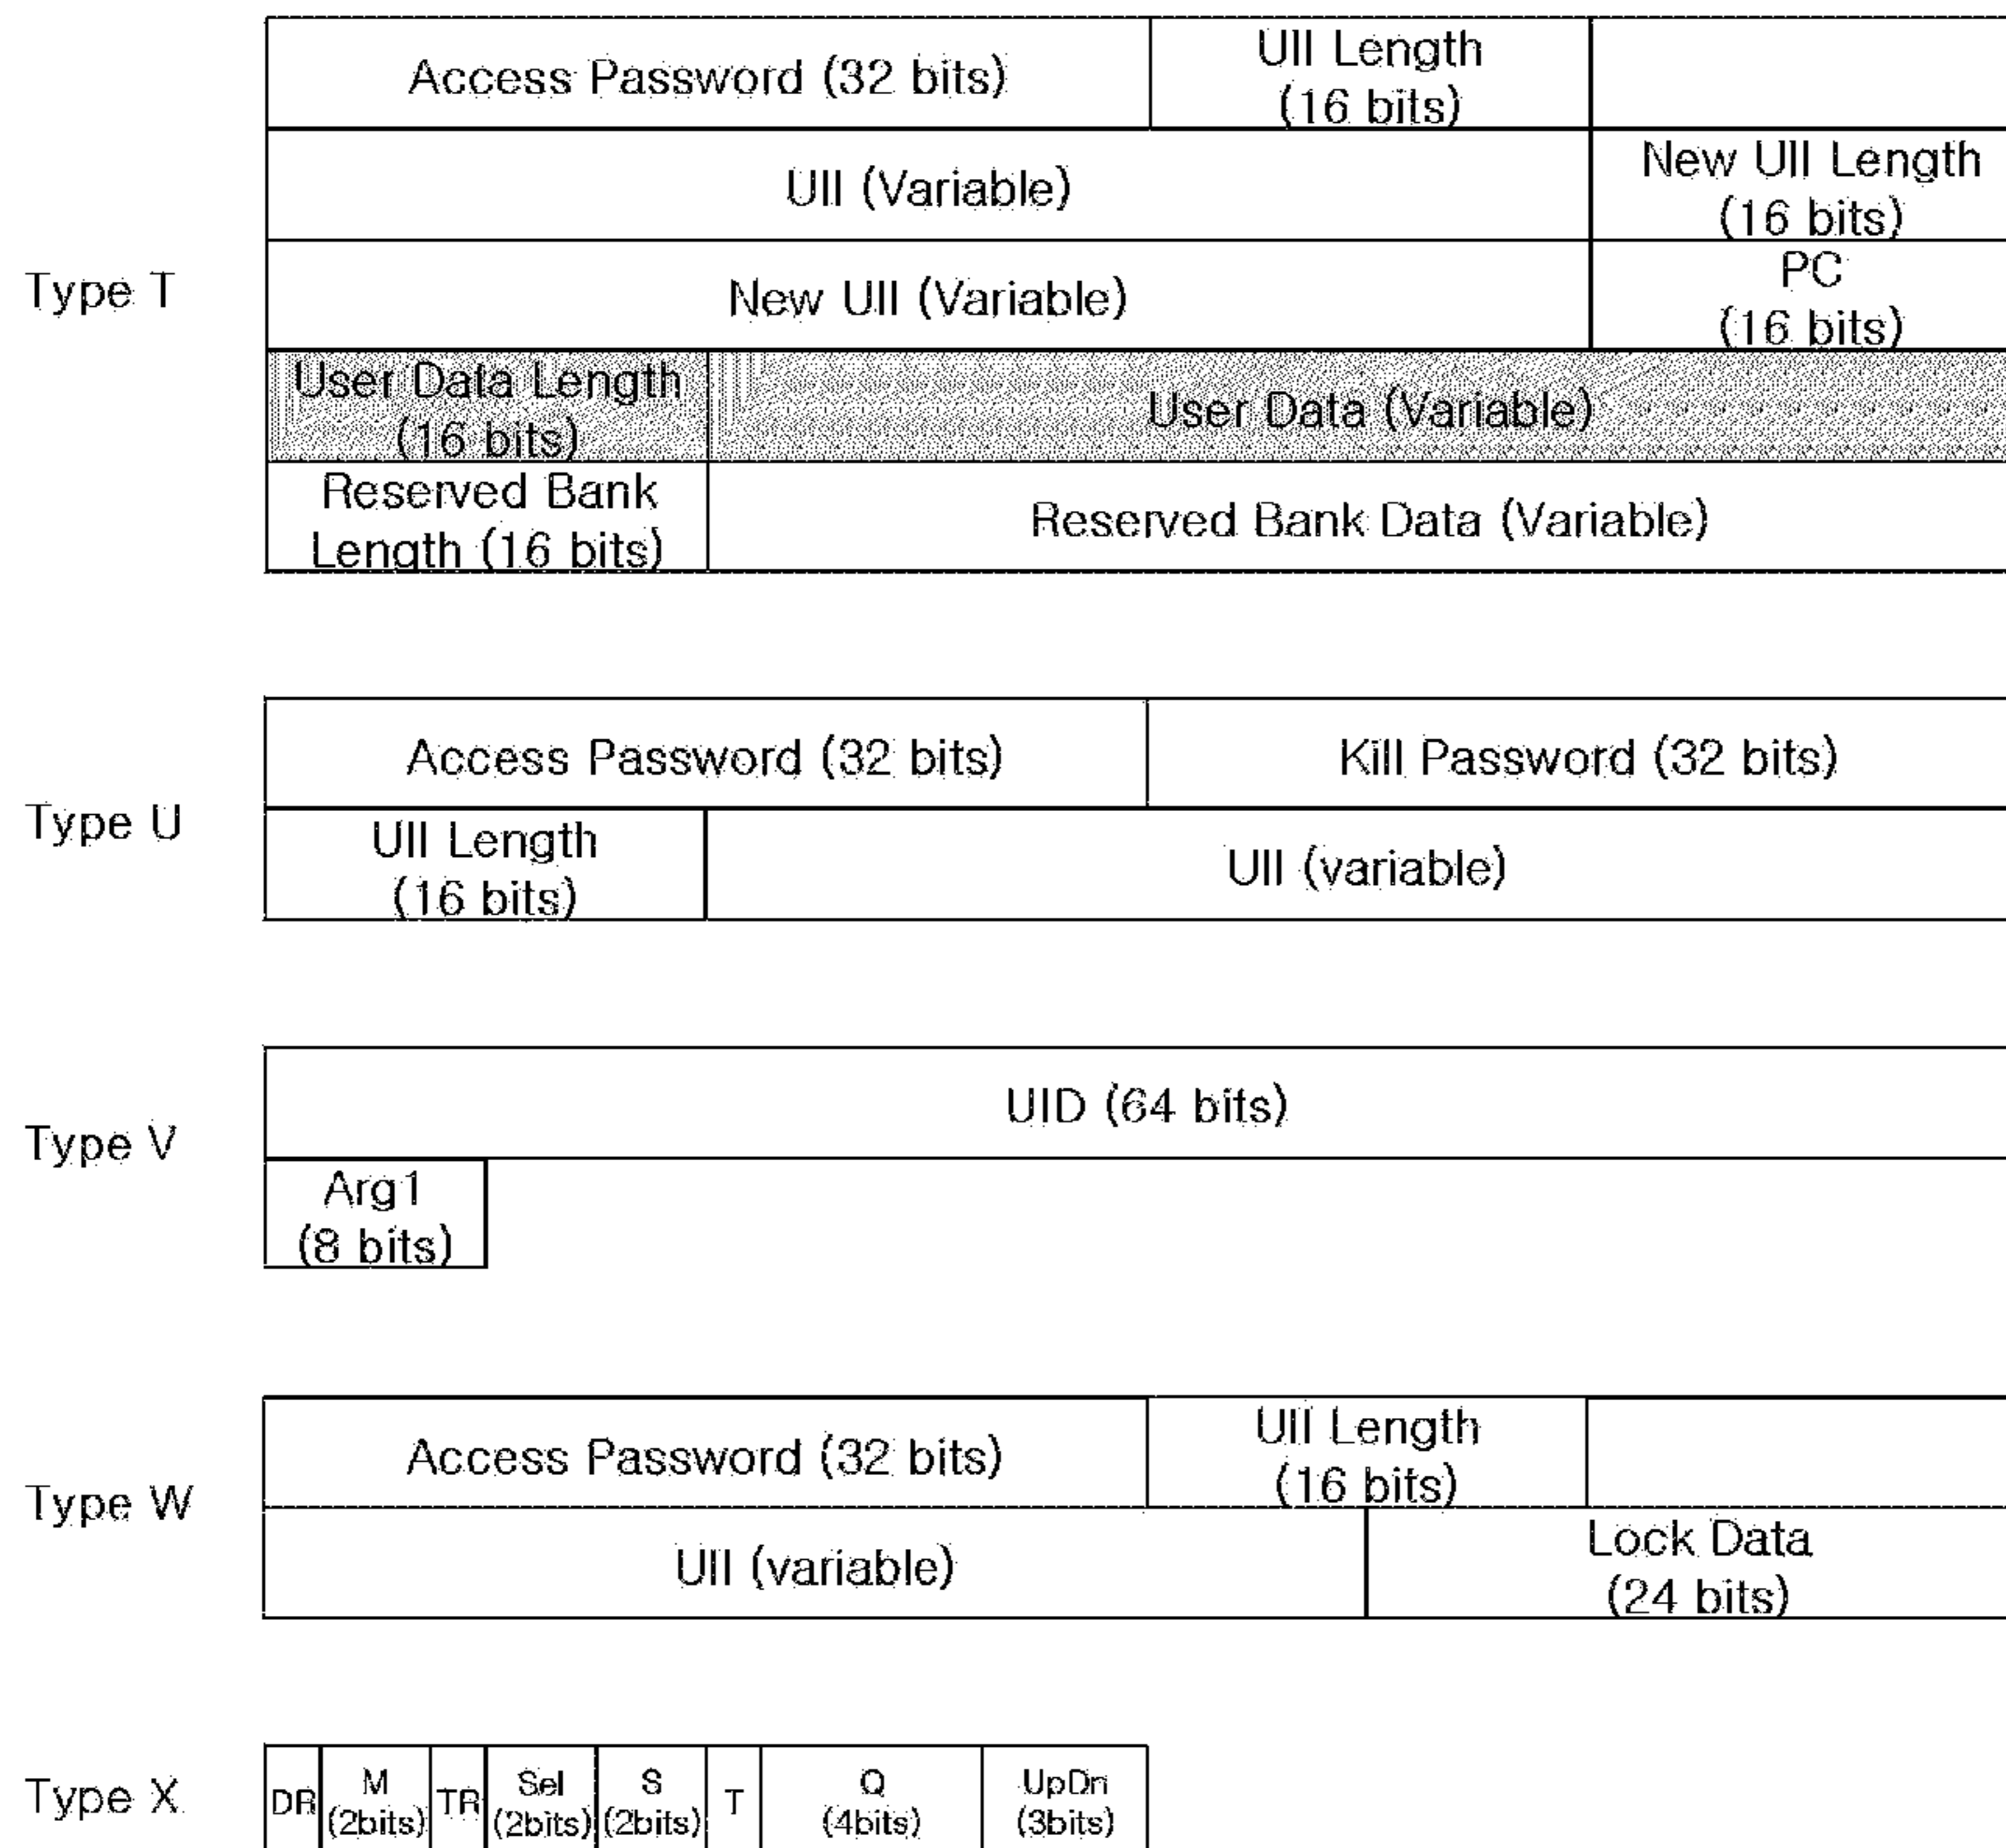 Access Password (32 bits)
UII Length
(16 bits)
UII (Variable)
New UII Length
(16 bits)
Type T
New UII (Variable)
PC
(16 bits)
User Data Length
(16 bits)
User Data (Variable)
Reserved Bank
Length (16 bits)
Reserved Bank Data (Variable)
Access Password (32 bits)
Kill Password (32 bits)
Type U
UII Length
(16 bits)
UII (variable)
UID (64 bits)
Type V
Arg1
(8 bits)
Access Password (32 bits)
UII Length
(16 bits)
Type W
UII (variable)
Lock Data
(24 bits)
Type X
DR
M
(2bits)
TR
Sel
(2bits)
S
(2bits)
T
Q
(4bits)
UpDn
(3bits)